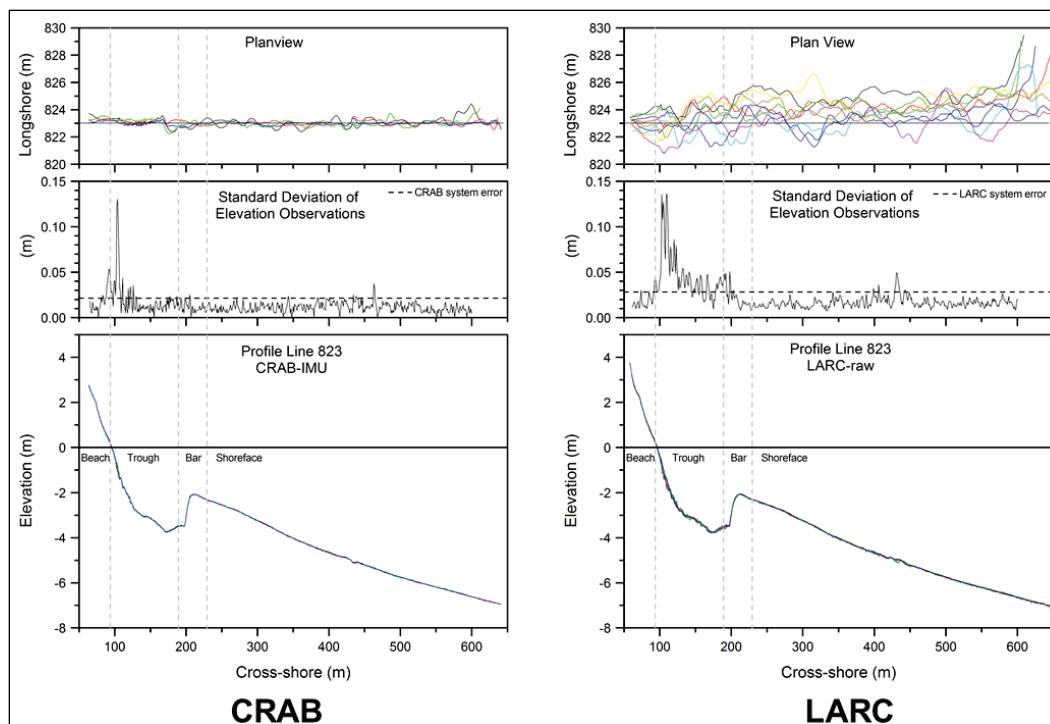 830
828
826
824
822
820
Longshore (m)
Planview
0.15
0.10
0.05
0.00
(m)
Standard Deviation of
Elevation Observations
CRAB system error
4
2
0
-2
-4
-6
-8
Elevation (m)
Profile Line 823
CRAB-IMU
Beach Trough Bar Shoreface
100 200 300 400 500 600
Cross-shore (m)
CRAB
830
828
826
824
822
820
Longshore (m)
Plan View
0.15
0.10
0.05
0.00
(m)
Standard Deviation of
Elevation Observations
LARC system error
4
2
0
-2
-4
-6
-8
Elevation (m)
Profile Line 823
LARC-raw
Beach Trough Bar Shoreface
100 200 300 400 500 600
Cross-shore (m)
LARC